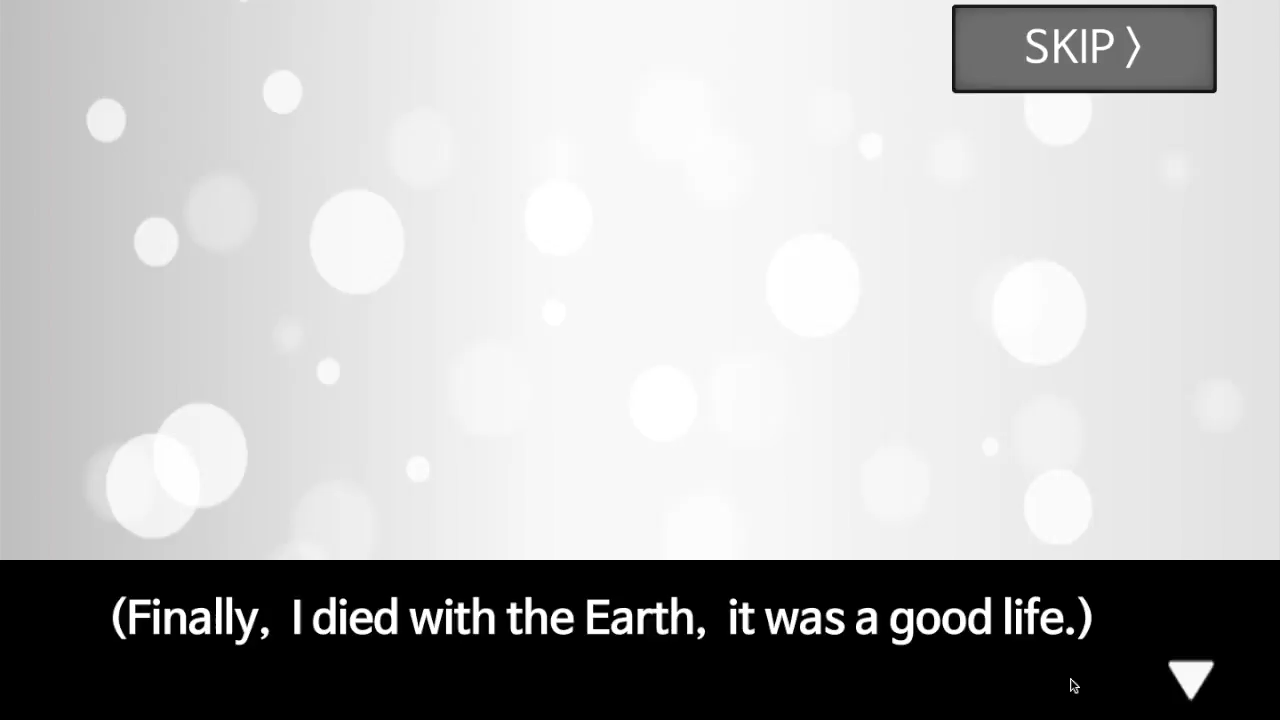 SKIP 〉
(Finally, I died with the Earth, it was a good life.)